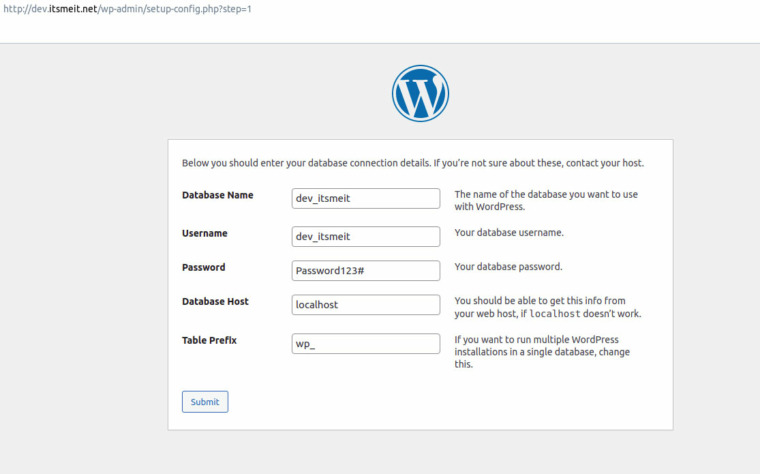 http://dev.itsmeit.net/wp-admin/setup-config.php?step=1
Below you should enter your database connection details. If you're not sure about these, contact your host.
Database Name
dev_itsmeit
The name of the database you want to use
with WordPress.
Username
dev_itsmeit
Your database username.
Password
Password123#
Your database password.
Database Host
localhost
You should be able to get this info from
your web host, if localhost doesn't work.
Table Prefix
wp_
If you want to run multiple WordPress
installations in a single database, change
this.
Submit